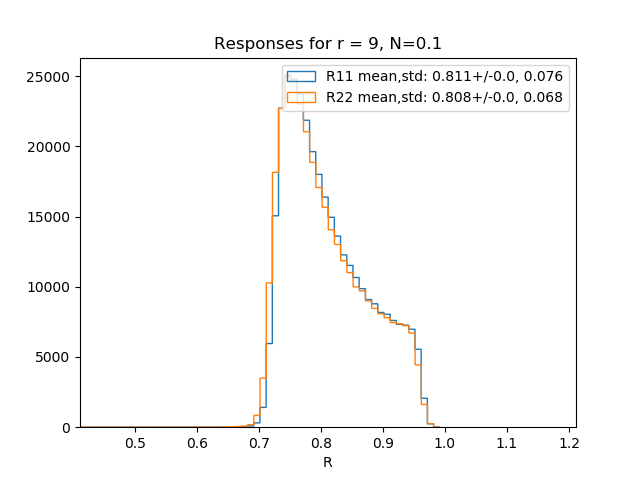 Responses for r = 9, N=0.1
R11 mean,std: 0.811+/-0.0, 0.076
R22 mean,std: 0.808+/-0.0, 0.068
25000
20000
15000
10000
5000
0
0.5 0.6 0.7 0.8 0.9 1.0 1.1 1.2
R